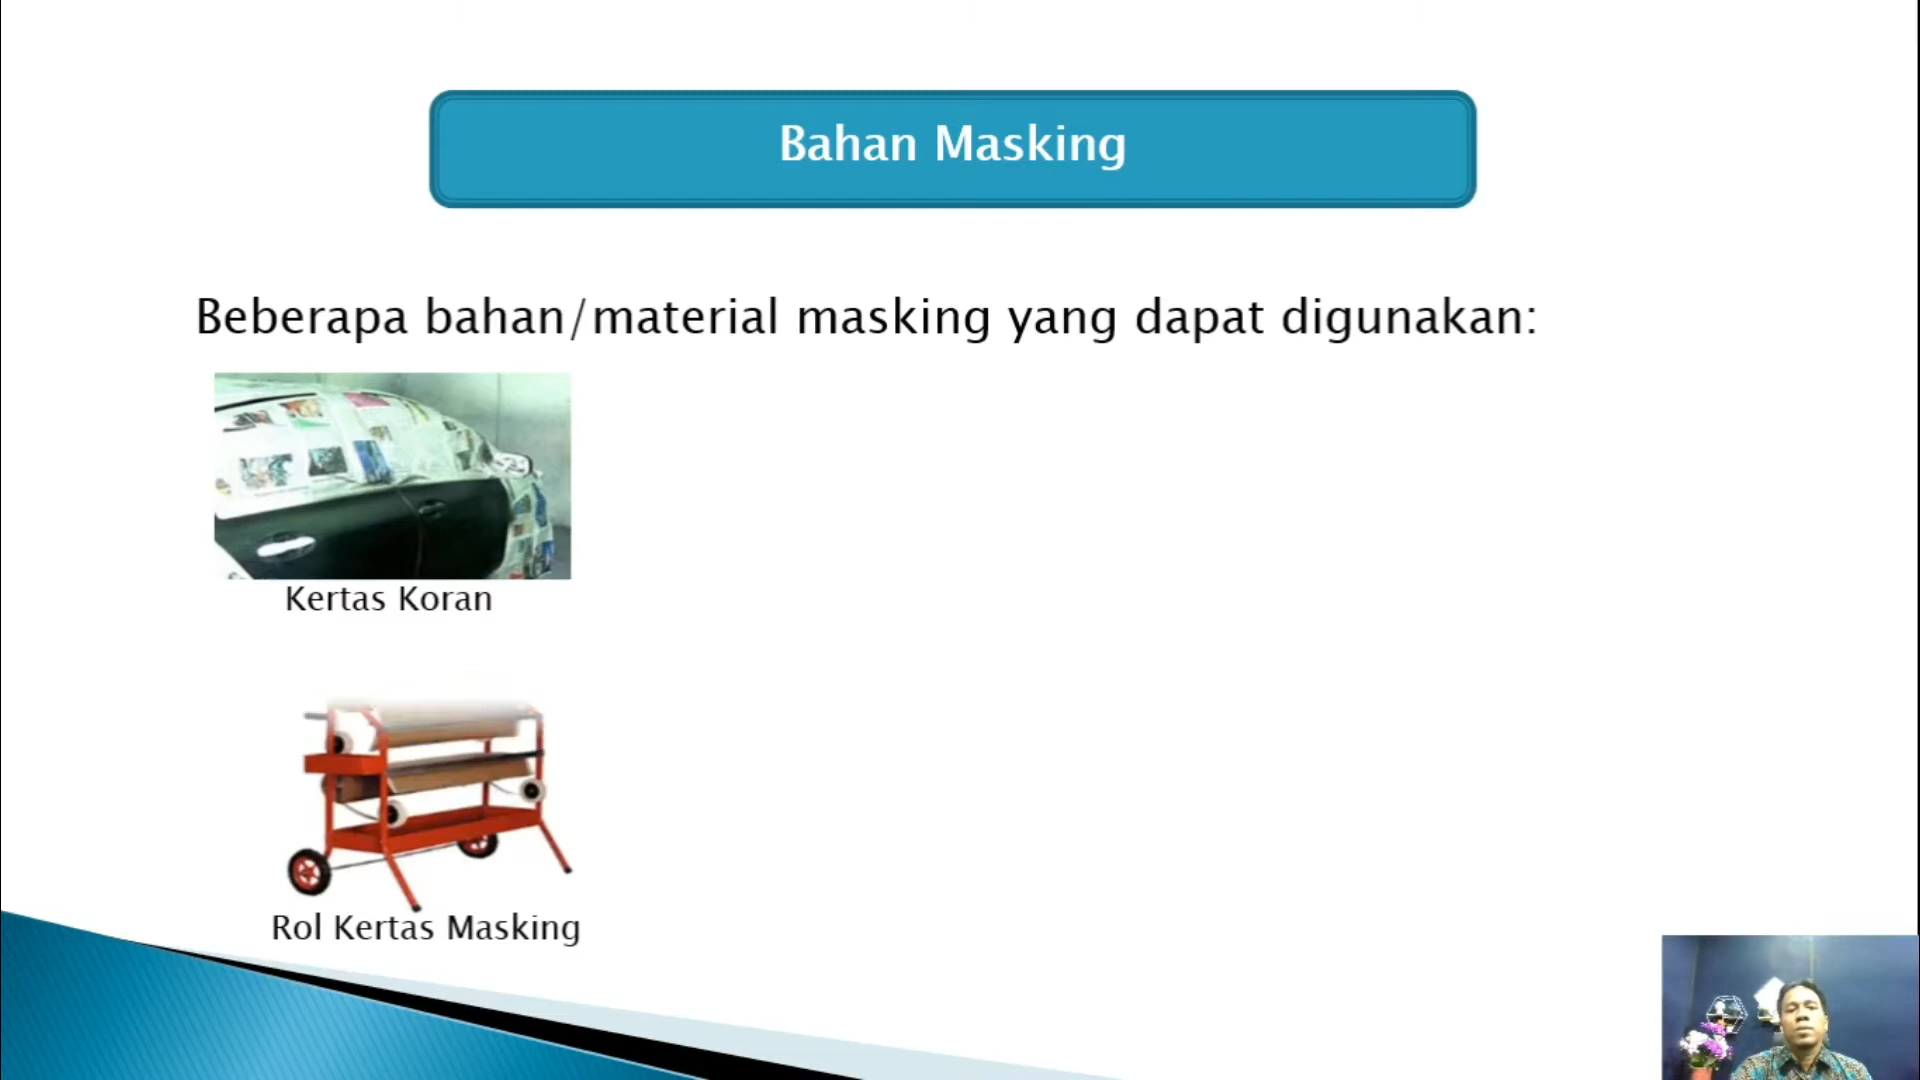 Bahan Masking
Beberapa bahan/material masking yang dapat digunakan:
Kertas Koran
Rol Kertas Masking